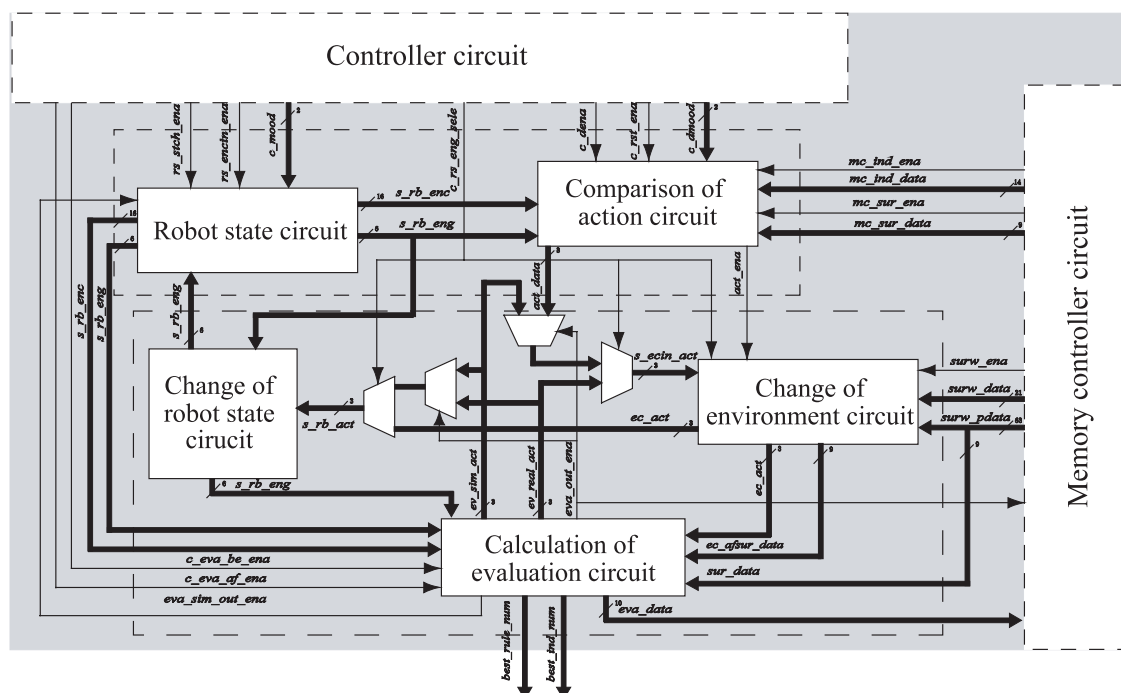 Controller circuit
rs_stch_ena
rs_encin_ena
c_mood
2
c_rs_eng_sele
c_dena
c_rst_ena
c_dmood
3
mc_ind_ena
mc_ind_data
14
mc_sur_ena
mc_sur_data
9
Robot state circuit
s_rb_enc
16
s_rb_eng
6
Comparison of
action circuit
16
6
s_rb_enc
s_rb_eng
s_rb_eng
6
act_data
3
act_ena
Change of
robot state
cirucit
s_rb_act
3
s_ecin_act
3
Change of
environment circuit
surw_ena
surw_data
21
surw_pdata
68
9
ec_act
3
ec_act
3
9
s_rb_eng
6
ev_sim_act
3
ev_real_act
3
eva_out_ena
Calculation of
evaluation circuit
ec_afsur_data
sur_data
c_eva_be_ena
c_eva_af_ena
eva_sim_out_ena
10
eva_data
best_rule_num
best_ind_num
Memory controller circuit